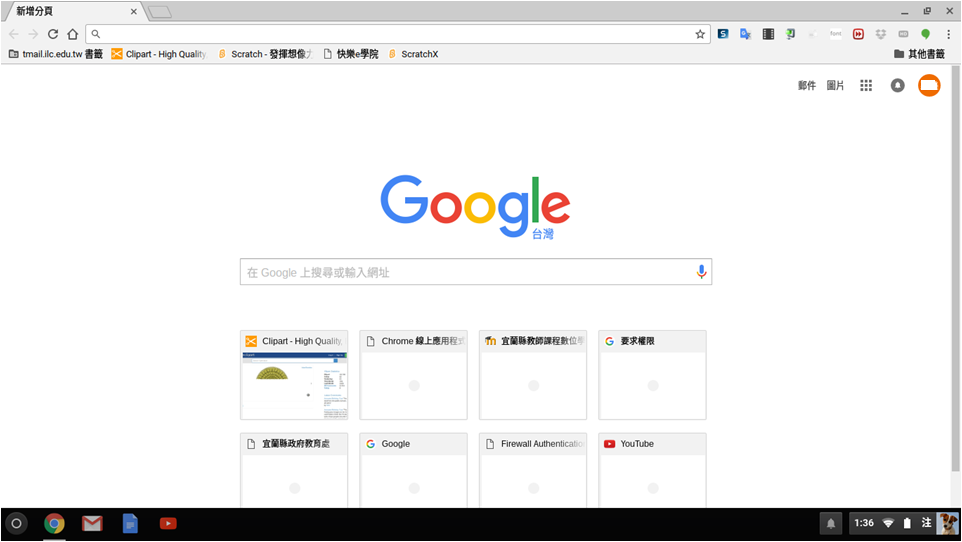 新增分頁
tmail.ilc.edu.tw 書籤
Clipart - High Quality,
Scratch - 發揮想像力
快樂e學院
ScratchX
其他書籤
郵件
圖片
Google
台灣
在 Google 上搜尋或輸入網址
Clipart - High Quality,
Chrome 線上應用程式
宜蘭縣教師課程數位學
要求權限
宜蘭縣政府教育處
Google
Firewall Authentication
YouTube
1:36
注